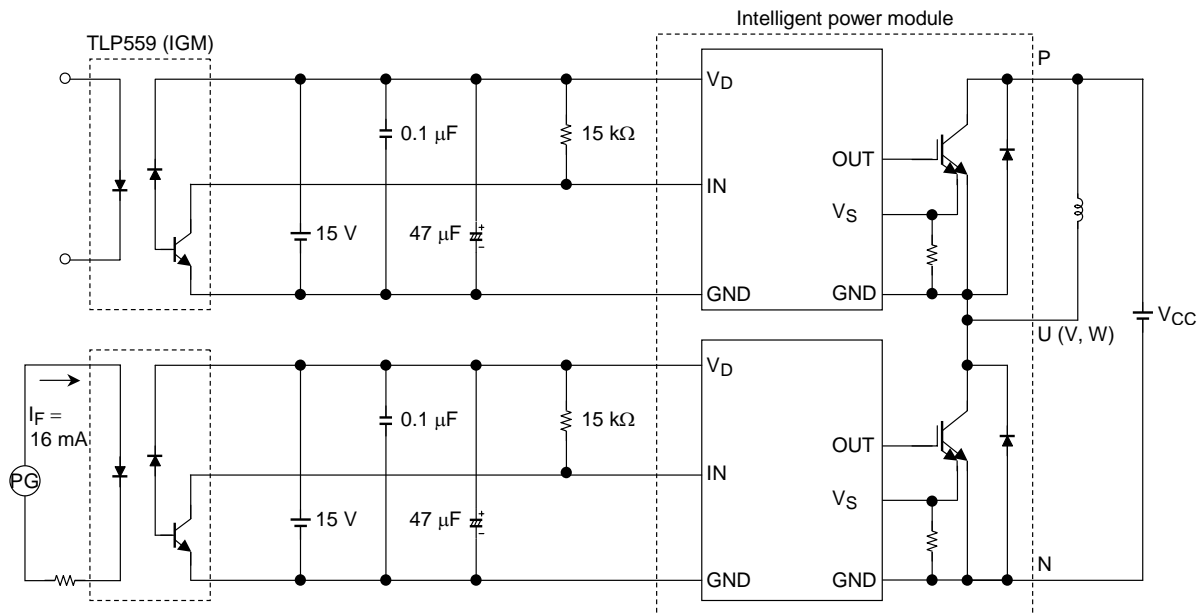 Intelligent power module
TLP559 (IGM)
P
VD
0.1 μF
15 kΩ
OUT
IN
VS
15 V
47 μF
+
−
GND
GND
VCC
U (V, W)
VD
IF =
16 mA
0.1 μF
15 kΩ
OUT
PG
IN
VS
15 V
47 μF
+
−
N
GND
GND